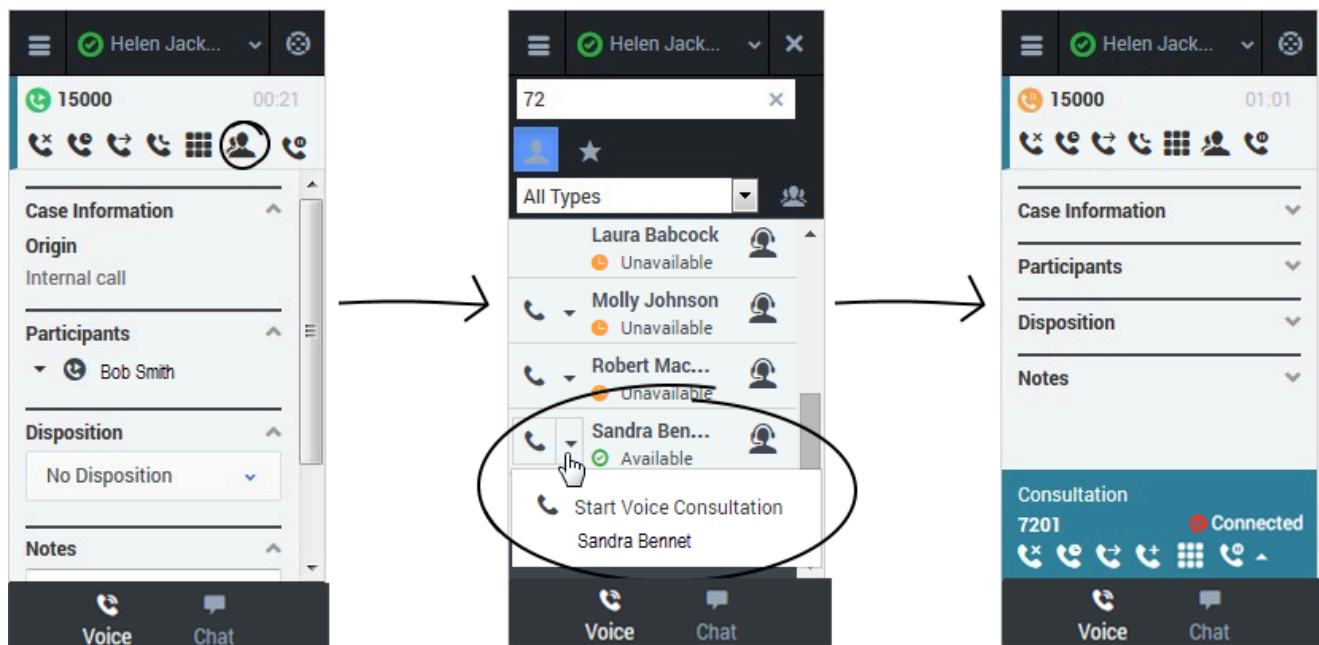 Helen Jack...
15000 00:21
Case Information
Origin
Internal call
Participants
Bob Smith
Disposition
No Disposition
Notes
Voice Chat
Helen Jack...
72
All Types
Laura Babcock
Unavailable
Molly Johnson
Unavailable
Robert Mac...
Unavailable
Sandra Ben...
Available
Start Voice Consultation
Sandra Bennet
Voice Chat
Helen Jack...
15000 01:01
Case Information
Participants
Disposition
Notes
Consultation
7201 Connected
Voice Chat